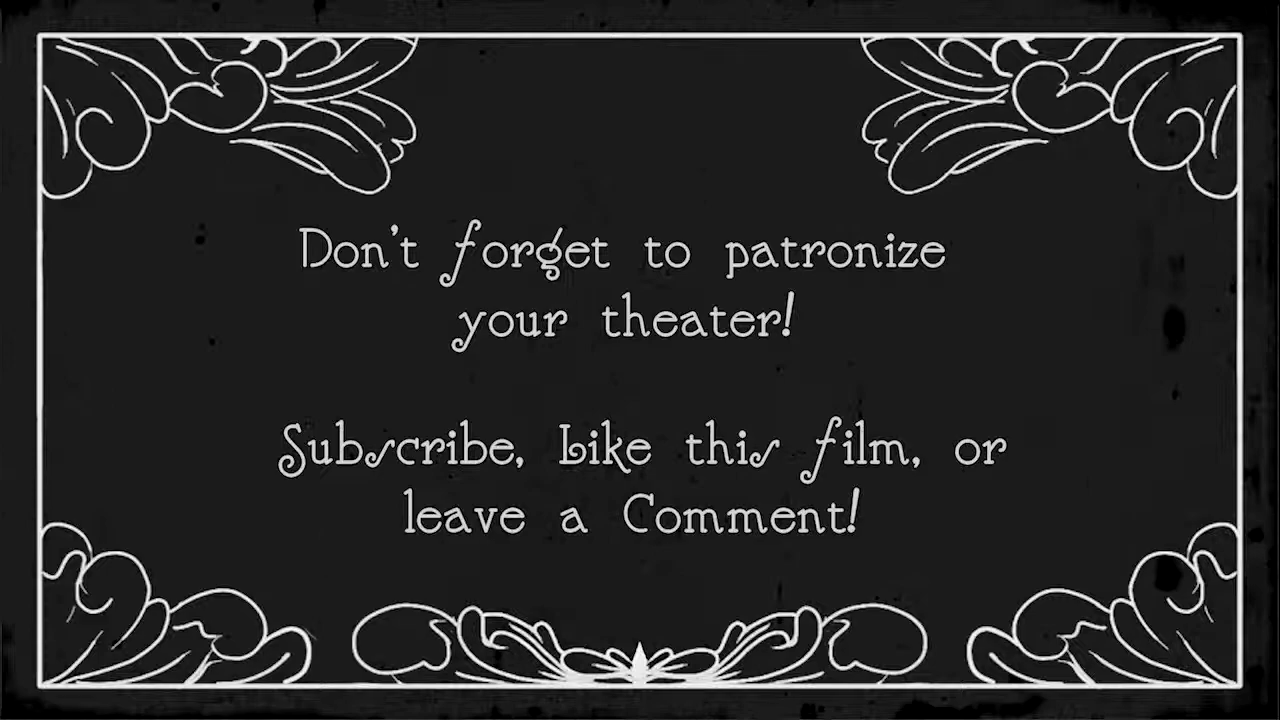 Don't forget to patronize
your theater!
Subscribe, Like this film, or
leave a Comment!